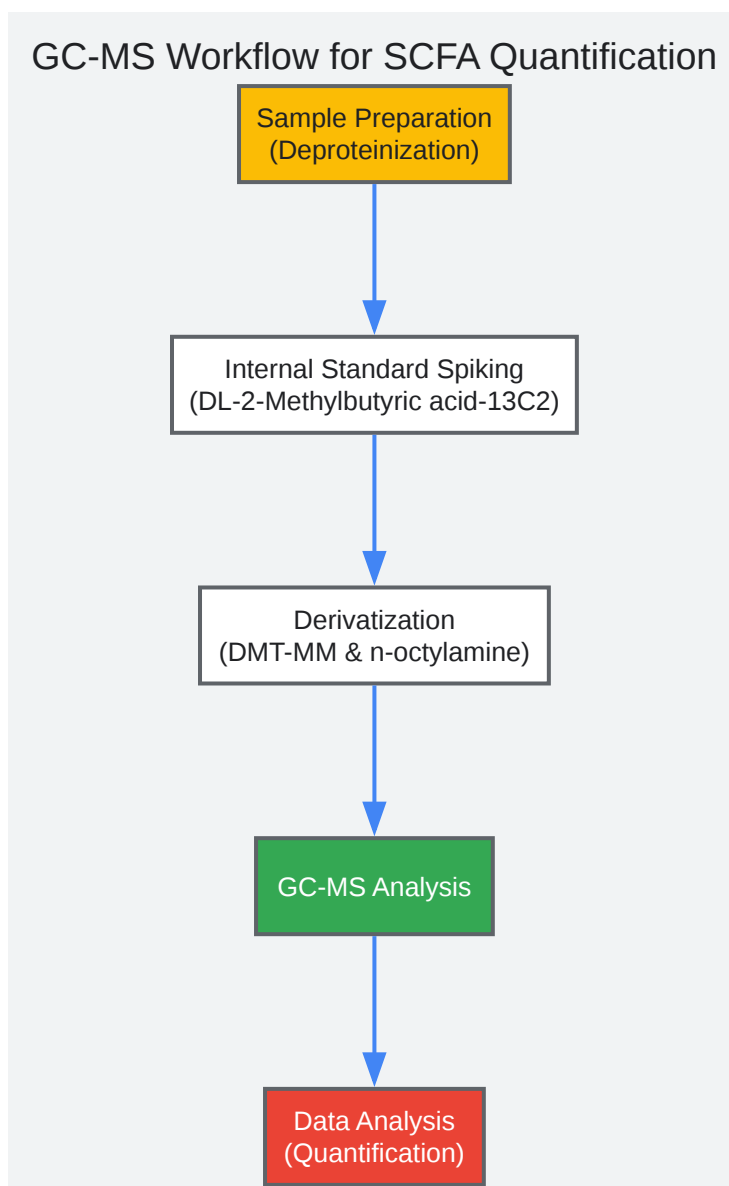 GC-MS Workflow for SCFA Quantification
Sample Preparation
(Deproteinization)
Internal Standard Spiking
(DL-2-Methylbutyric acid-13C2)
Derivatization
(DMT-MM & n-octylamine)
GC-MS Analysis
Data Analysis
(Quantification)